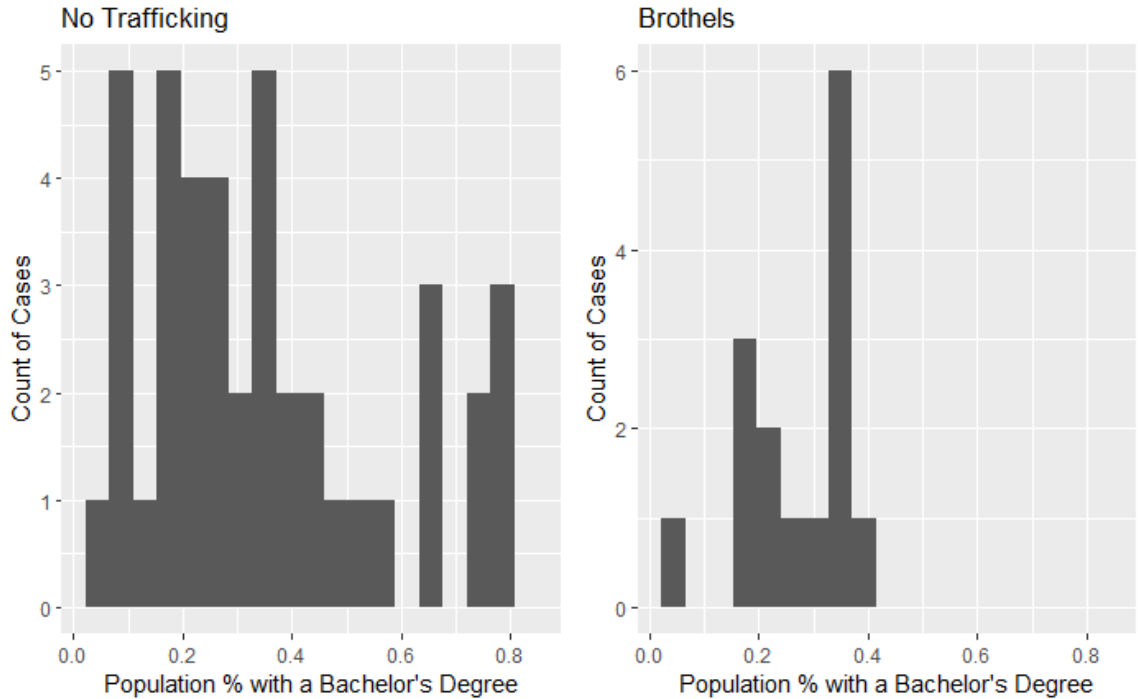 No Trafficking
Count of Cases
5
4
3
2
1
0
0.0 0.2 0.4 0.6 0.8
Population % with a Bachelor's Degree
Brothels
Count of Cases
6
4
2
0
0.0 0.2 0.4 0.6 0.8
Population % with a Bachelor's Degree